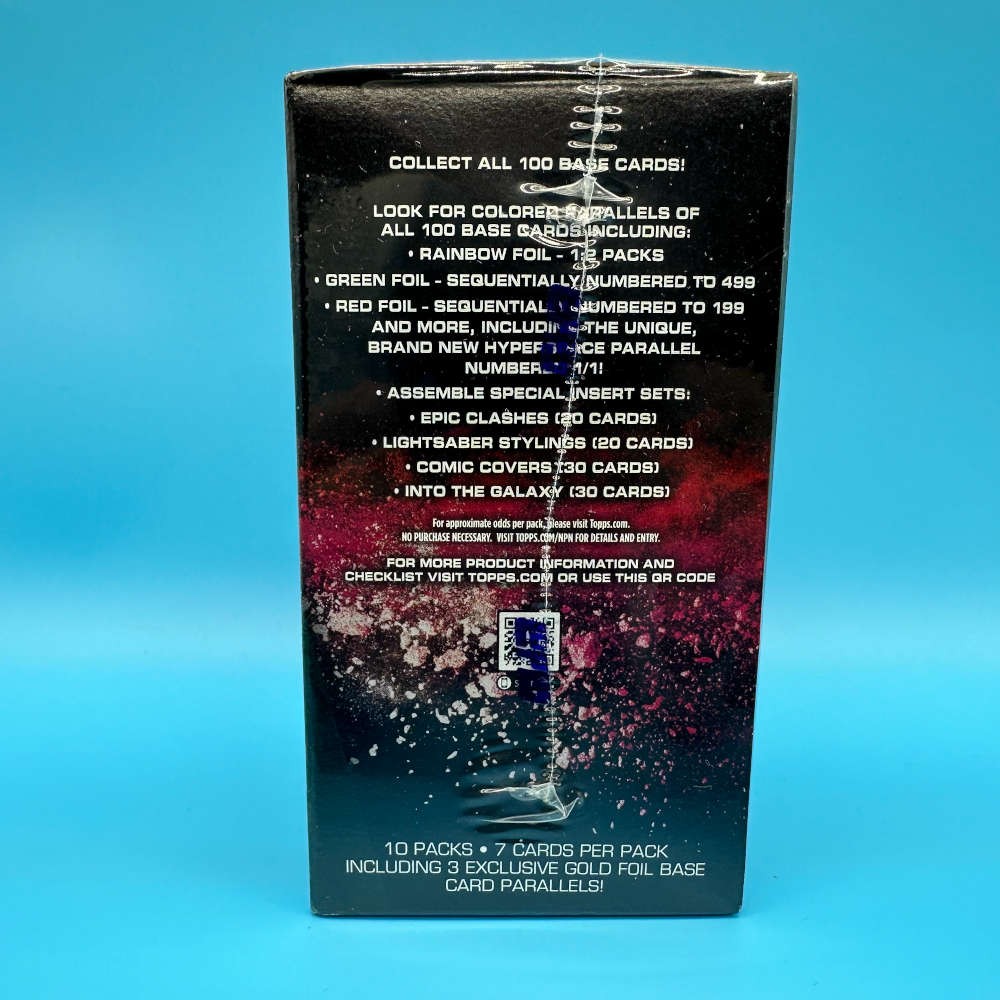 COLLECT ALL 100 BASE CARDS!
LOOK FOR COLORED PARALLELS OF
ALL 100 BASE CARDS INCLUDING:
• RAINBOW FOIL - 1:2 PACKS
• GREEN FOIL - SEQUENTIALLY NUMBERED TO 499
• RED FOIL - SEQUENTIALLY NUMBERED TO 199
AND MORE, INCLUDING THE UNIQUE,
BRAND NEW HYPERSPACE PARALLEL
NUMBERED 1/1!
• ASSEMBLE SPECIAL INSERT SETS:
• EPIC CLASHES (20 CARDS)
• LIGHTSABER STYLINGS (20 CARDS)
• COMIC COVERS (30 CARDS)
• INTO THE GALAXY (30 CARDS)
For approximate odds per pack, please visit Topps.com.
NO PURCHASE NECESSARY. VISIT TOPPS.COM/NPN FOR DETAILS AND ENTRY.
FOR MORE PRODUCT INFORMATION AND
CHECKLIST VISIT TOPPS.COM OR USE THIS QR CODE
10 PACKS • 7 CARDS PER PACK
INCLUDING 3 EXCLUSIVE GOLD FOIL BASE
CARD PARALLELS!